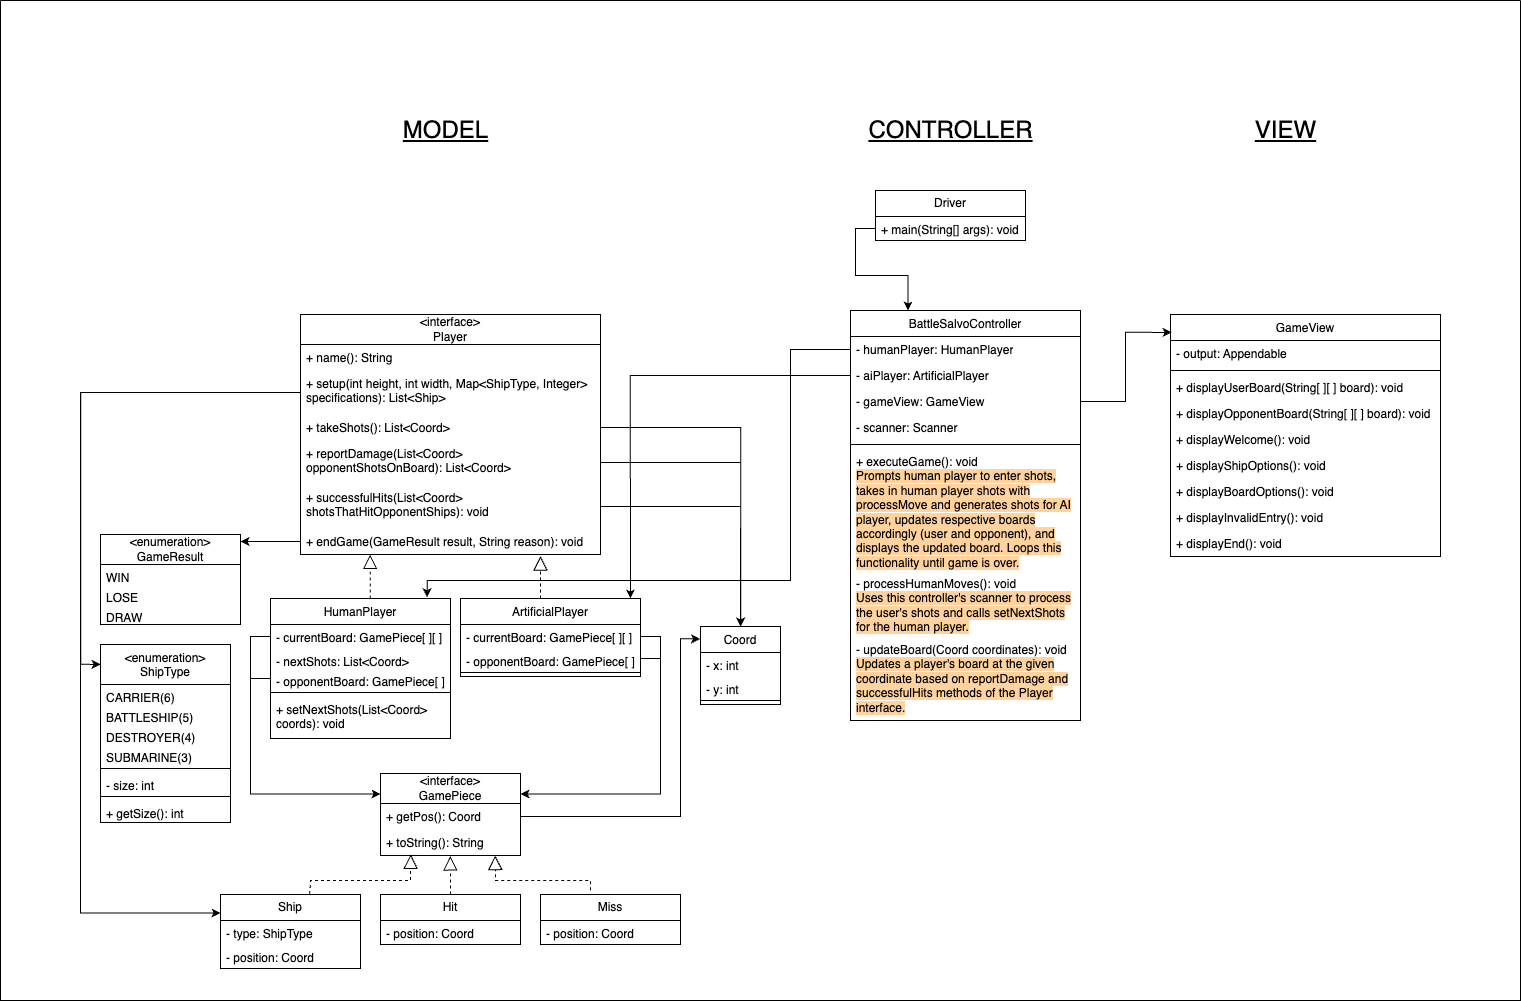 MODEL
CONTROLLER
VIEW
Driver
+ main(String[] args): void
<interface>
Player
+ name(): String
+ setup(int height, int width, Map<ShipType, Integer>
specifications): List<Ship>
+ takeShots(): List<Coord>
+ reportDamage(List<Coord>
opponentShotsOnBoard): List<Coord>
+ successfulHits(List<Coord>
shotsThatHitOpponentShips): void
+ endGame(GameResult result, String reason): void
BattleSalvoController
- humanPlayer: HumanPlayer
- aiPlayer: ArtificialPlayer
- gameView: GameView
- scanner: Scanner
+ executeGame(): void
Prompts human player to enter shots,
takes in human player shots with
processMove and generates shots for AI
player, updates respective boards
accordingly (user and opponent), and
displays the updated board. Loops this
functionality until game is over.
- processHumanMoves(): void
Uses this controller's scanner to process
the user's shots and calls setNextShots
for the human player.
- updateBoard(Coord coordinates): void
Updates a player's board at the given
coordinate based on reportDamage and
successfulHits methods of the Player
interface.
GameView
- output: Appendable
+ displayUserBoard(String[ ][ ] board): void
+ displayOpponentBoard(String[ ][ ] board): void
+ displayWelcome(): void
+ displayShipOptions(): void
+ displayBoardOptions(): void
+ displayInvalidEntry(): void
+ displayEnd(): void
<enumeration>
GameResult
WIN
LOSE
DRAW
<enumeration>
ShipType
CARRIER(6)
BATTLESHIP(5)
DESTROYER(4)
SUBMARINE(3)
- size: int
+ getSize(): int
HumanPlayer
- currentBoard: GamePiece[ ][ ]
- nextShots: List<Coord>
- opponentBoard: GamePiece[ ]
+ setNextShots(List<Coord>
coords): void
ArtificialPlayer
- currentBoard: GamePiece[ ][ ]
- opponentBoard: GamePiece[ ]
Coord
- x: int
- y: int
<interface>
GamePiece
+ getPos(): Coord
+ toString(): String
Ship
- type: ShipType
- position: Coord
Hit
- position: Coord
Miss
- position: Coord